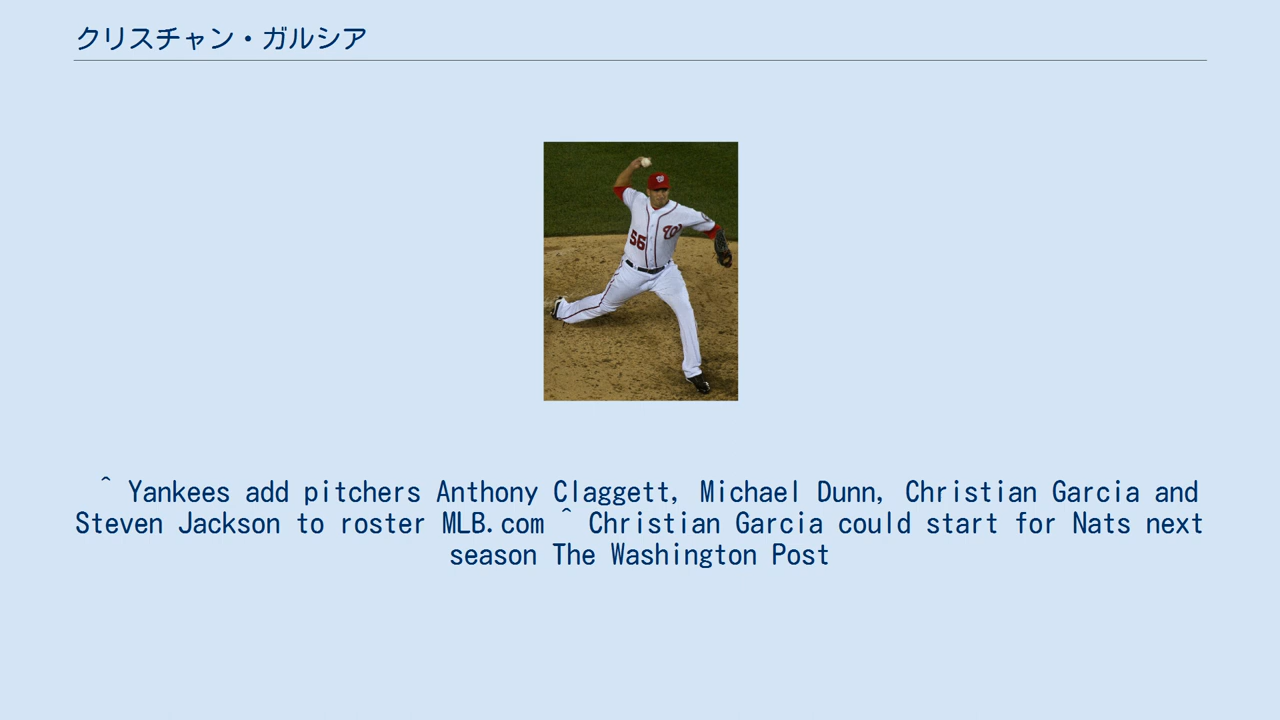 クリスチャン・ガルシア
56
^ Yankees add pitchers Anthony Claggett, Michael Dunn, Christian Garcia and
Steven Jackson to roster MLB.com ^ Christian Garcia could start for Nats next
season The Washington Post